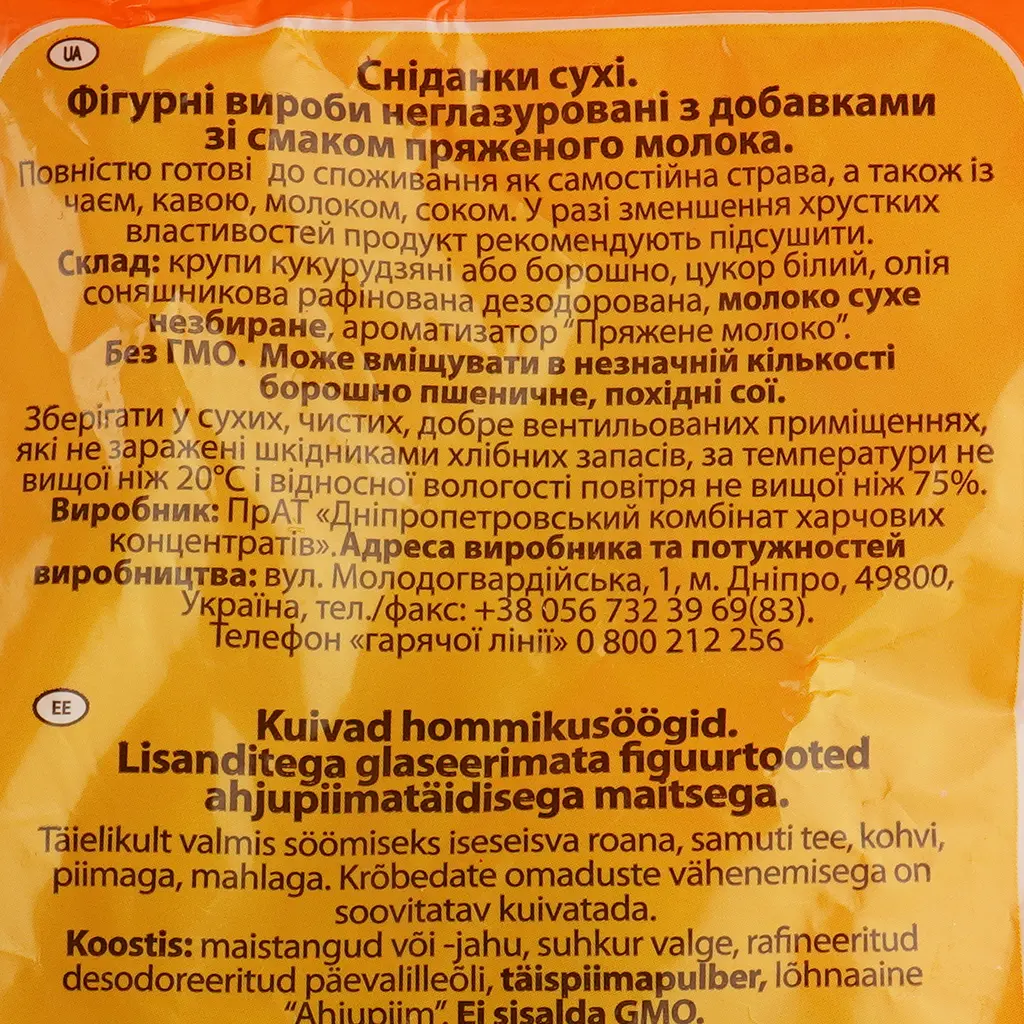 UA
Сніданки сухі.
Фігурні вироби неглазуровані з добавками
зі смаком пряженого молока.
Повністю готові до споживання як самостійна страва, а також із
чаєм, кавою, молоком, соком. У разі зменшення хрустких
властивостей продукт рекомендують підсушити.
Склад: крупи кукурудзяні або борошно, цукор білий, олія
соняшникова рафінована дезодорована, молоко сухе
незбиране, ароматизатор "Пряжене молоко".
Без ГМО. Може вміщувати в незначній кількості
борошно пшеничне, похідні сої.
Зберігати у сухих, чистих, добре вентильованих приміщеннях,
які не заражені шкідниками хлібних запасів, за температури не
вищої ніж 20°С і відносної вологості повітря не вищої ніж 75%.
Виробник: ПрАТ «Дніпропетровський комбінат харчових
концентратів».Адреса виробника та потужностей
виробництва: вул. Молодогвардійська, 1, м. Дніпро, 49800,
Україна, тел./факс: +38 056 732 39 69(83).
Телефон «гарячої лінії» 0 800 212 256
EE
Kuivad hommikusöögid.
Lisanditega glaseerimata figuurtooted
ahjupiimatäidisega maitsega.
Täielikult valmis söömiseks iseseisva roana, samuti tee, kohvi,
piimaga, mahlaga. Krõbedate omaduste vähenemisega on
soovitatav kuivatada.
Koostis: maistangud või -jahu, suhkur valge, rafineeritud
desodoreeritud päevalilleõli, täispiimapulber, lõhnaaine
"Ahjupiim". Ei sisalda GMO.